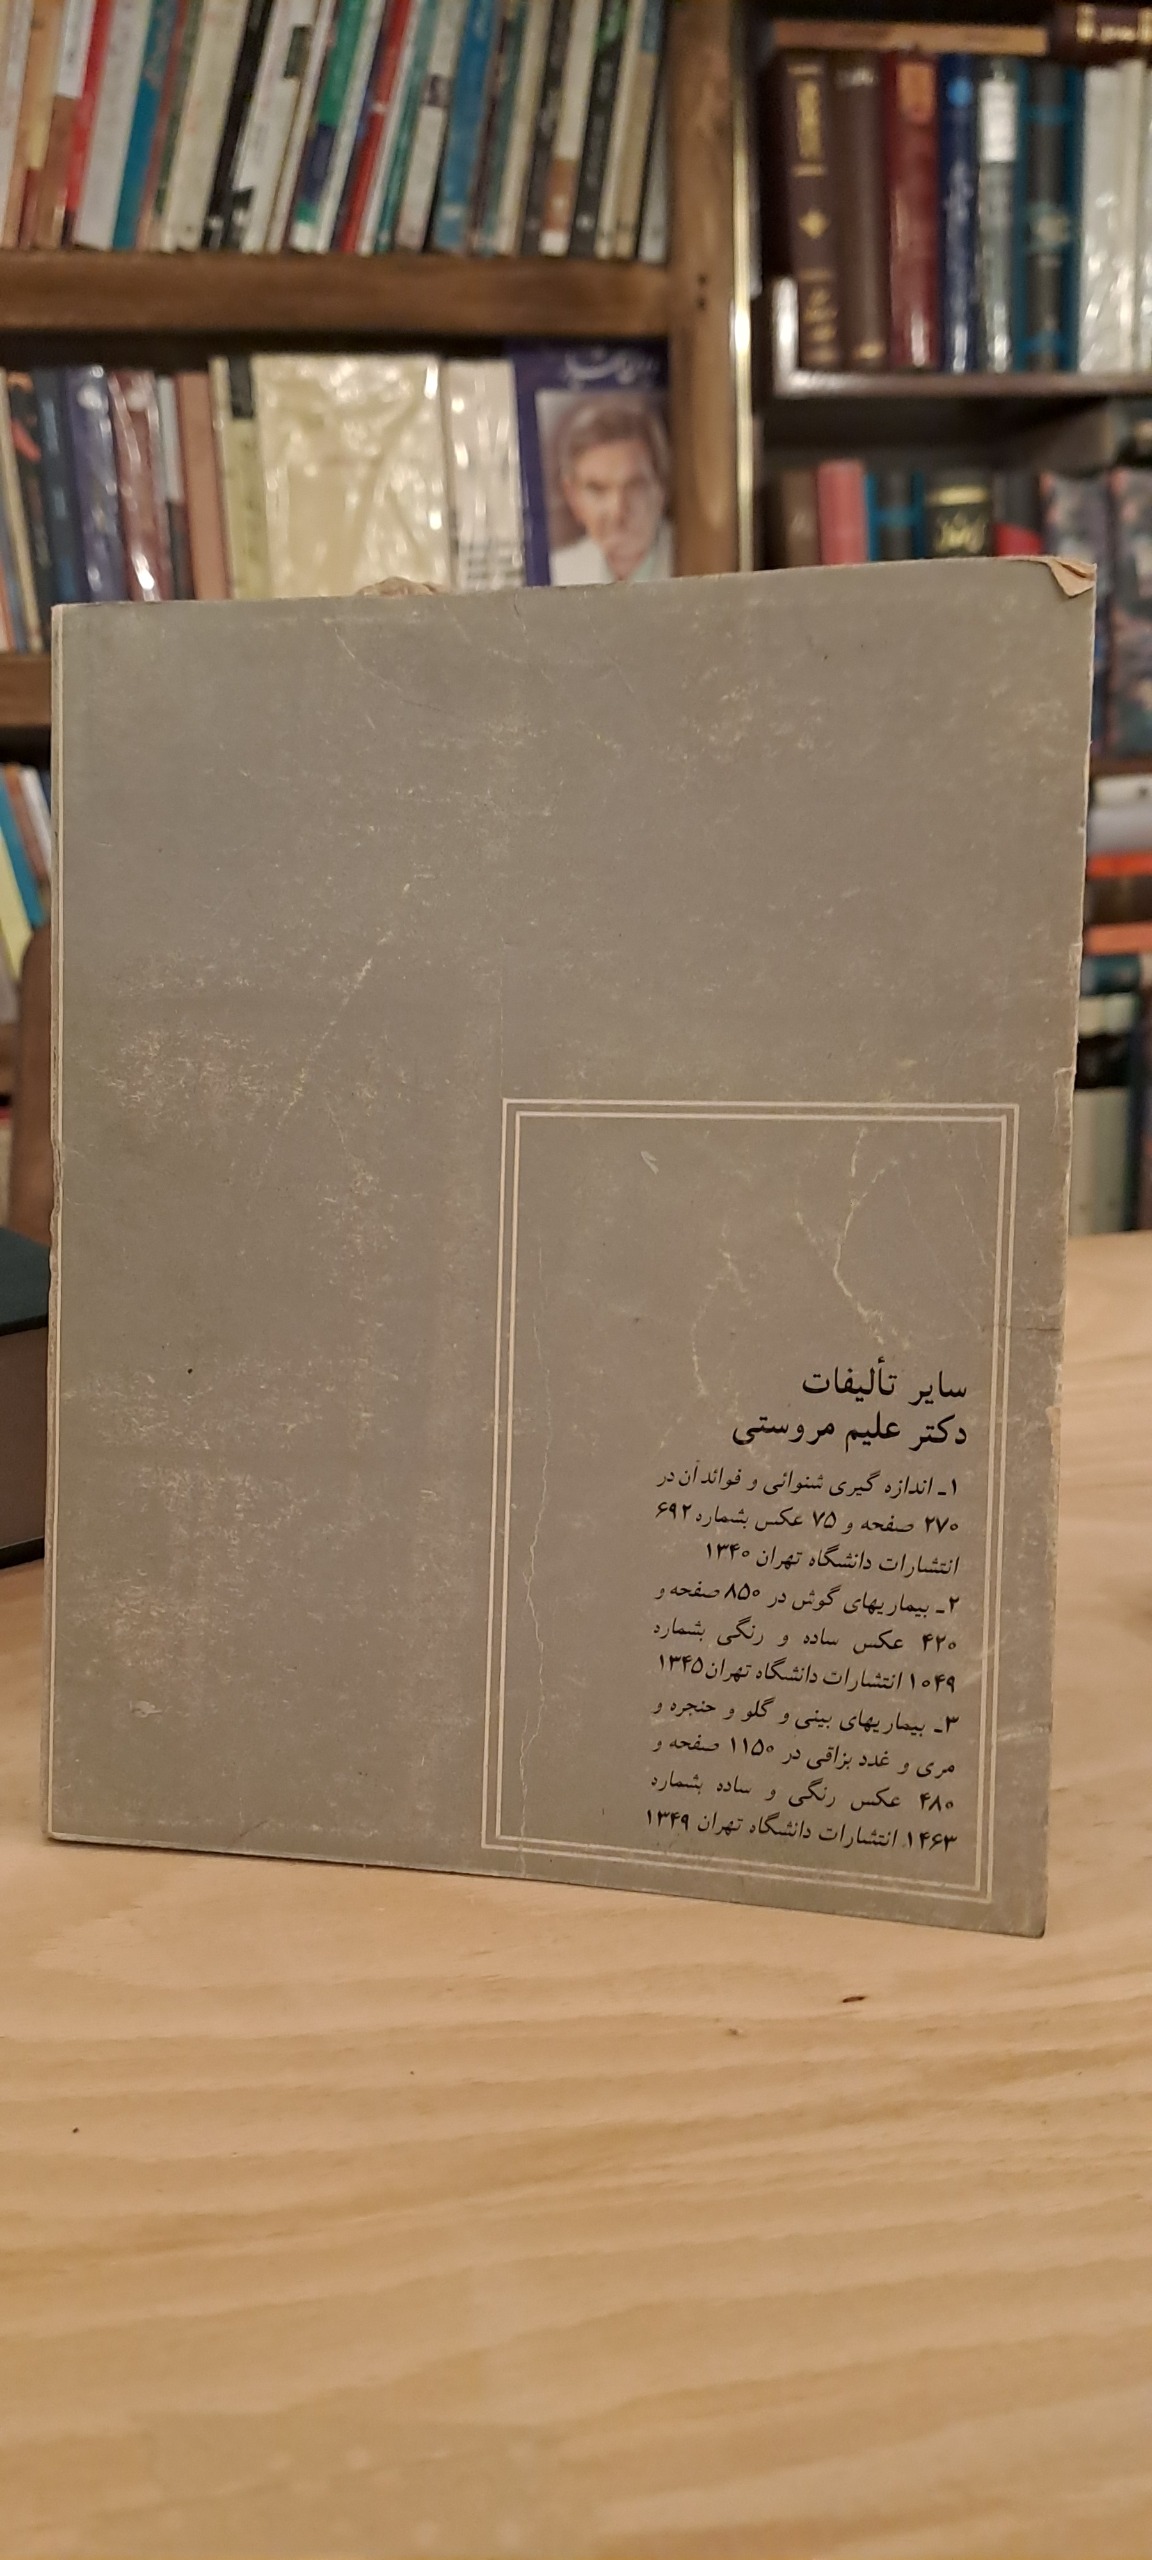 سایر تألیفات
دکتر علیم مروستی
۱ـ اندازه گیری شنوائی و فوائد آن در
۲۷۰ صفحه و ۷۵ عکس بشماره ۶۹۲
انتشارات دانشگاه تهران ۱۳۴۰
۲ـ بیماریهای گوش در ۸۵۰ صفحه و
۴۲۰ عکس ساده و رنگی بشماره
۱۰۴۹ انتشارات دانشگاه تهران ۱۳۴۵
۳ـ بیماریهای بینی و گلو و حنجره و
مری و غدد بزاقی در ۱۱۵۰ صفحه و
۴۸۰ عکس رنگی و ساده بشماره
۱۴۶۳ انتشارات دانشگاه تهران ۱۳۴۹